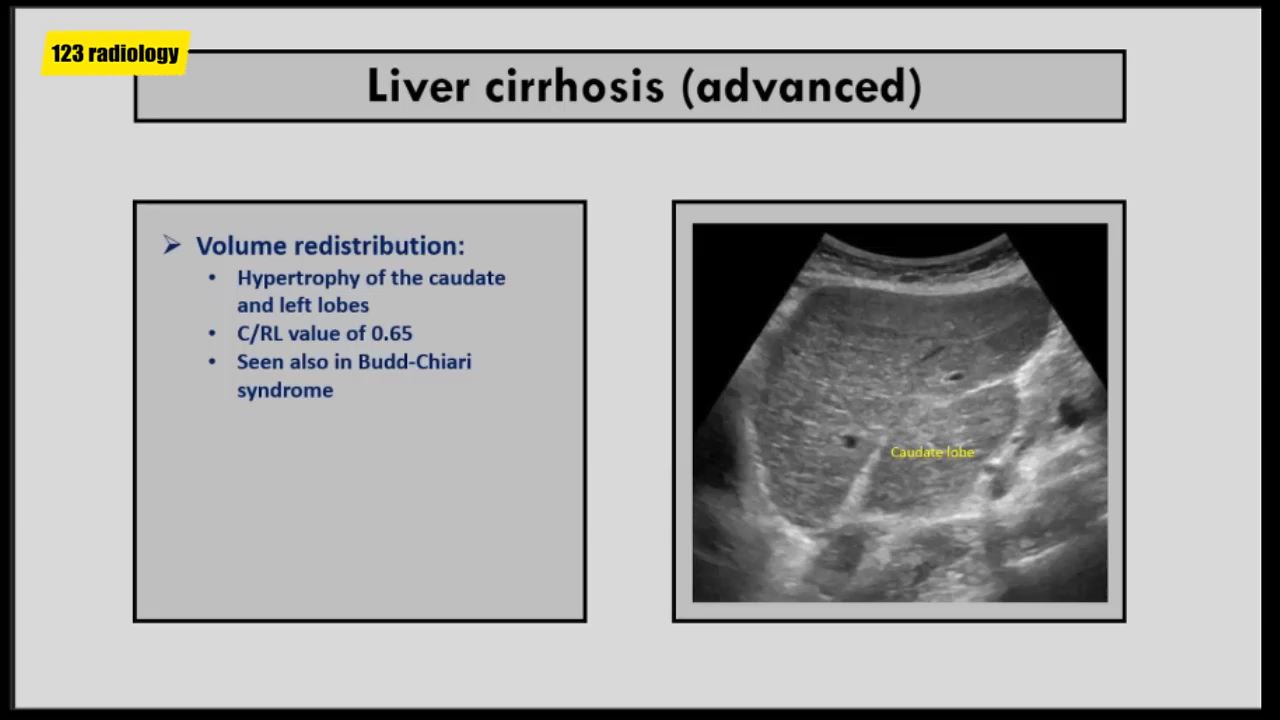 123 radiology
Liver cirrhosis (advanced)
➢ Volume redistribution:
• Hypertrophy of the caudate
and left lobes
• C/RL value of 0.65
• Seen also in Budd-Chiari
syndrome
Caudate lobe